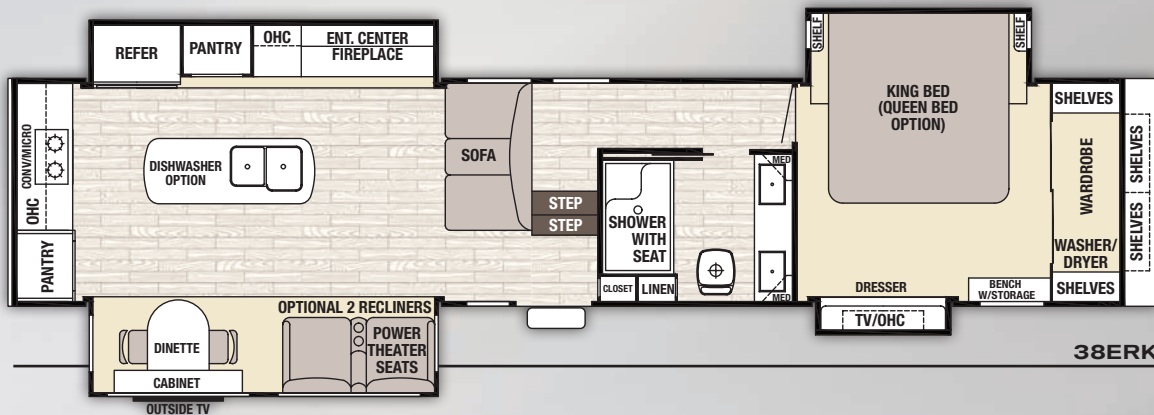 REFER
PANTRY
OHC
ENT. CENTER
FIREPLACE
SHELF
SHELF
KING BED
(QUEEN BED
OPTION)
SHELVES
SHELVES
SHELVES
WARDROBE
WASHER/
DRYER
SHELVES
CONV/MICRO
OHC
PANTRY
DISHWASHER
OPTION
SOFA
STEP
STEP
SHOWER
WITH
SEAT
MED
CLOSET
LINEN
MED
DRESSER
BENCH
W/STORAGE
TV/OHC
OPTIONAL 2 RECLINERS
DINETTE
POWER
THEATER
SEATS
CABINET
OUTSIDE TV
38ERK